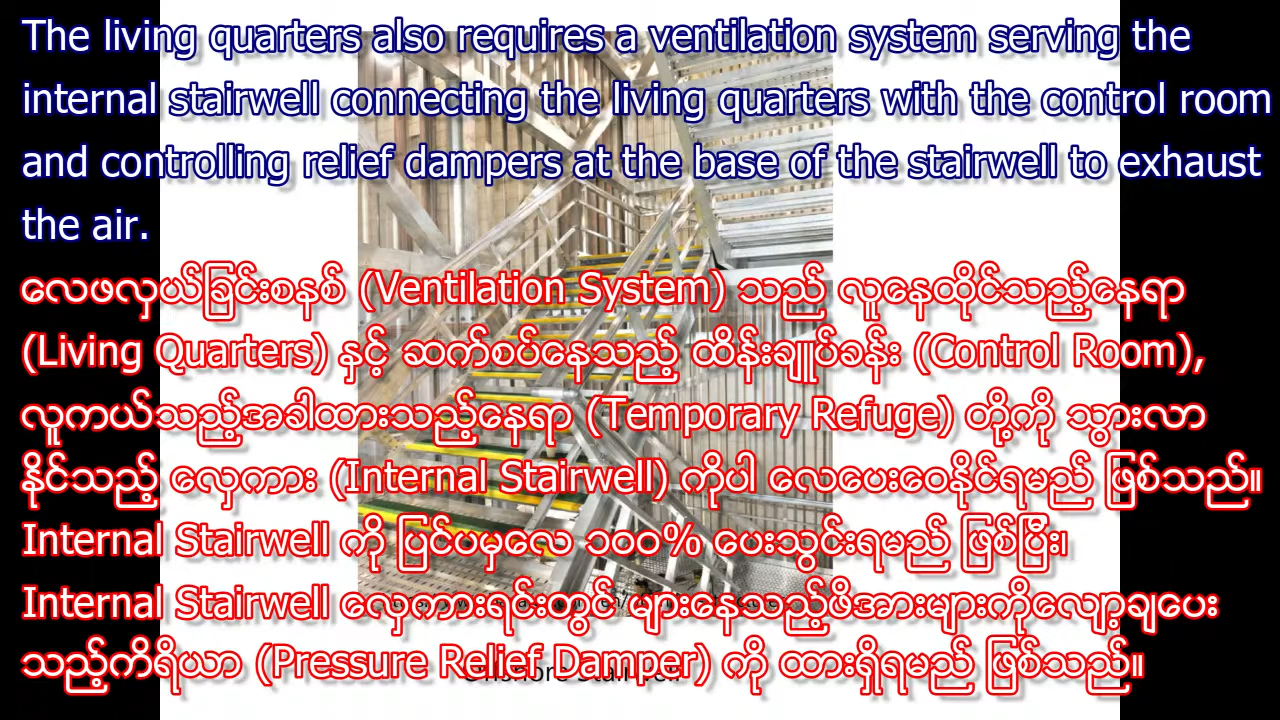 The living quarters also requires a ventilation system serving the
internal stairwell connecting the living quarters with the control room
and controlling relief dampers at the base of the stairwell to exhaust
the air.
လေဖလှယ်ခြင်းစနစ် (Ventilation System) သည် လူနေထိုင်သည့်နေရာ
(Living Quarters) နှင့် ဆက်စပ်နေသည့် ထိန်းချူပ်ခန်း (Control Room),
လူကယ်သည့်အခါထားသည့်နေရာ (Temporary Refuge) တို့ကို သွားလာ
နိုင်သည့် လှေကား (Internal Stairwell) ကိုပါ လေပေးဝေနိုင်ရမည် ဖြစ်သည်။
Internal Stairwell ကို ပြင်ပမှလေ ၁၀၀% ပေးသွင်းရမည် ဖြစ်ပြီး၊
Internal Stairwell လှေကားရင်းတွင် များနေသည့်ဖိအားများကိုလျော့ချပေး
သည့်ကိရိယာ (Pressure Relief Damper) ကို ထားရှိရမည် ဖြစ်သည်။
Offshore Stairwell